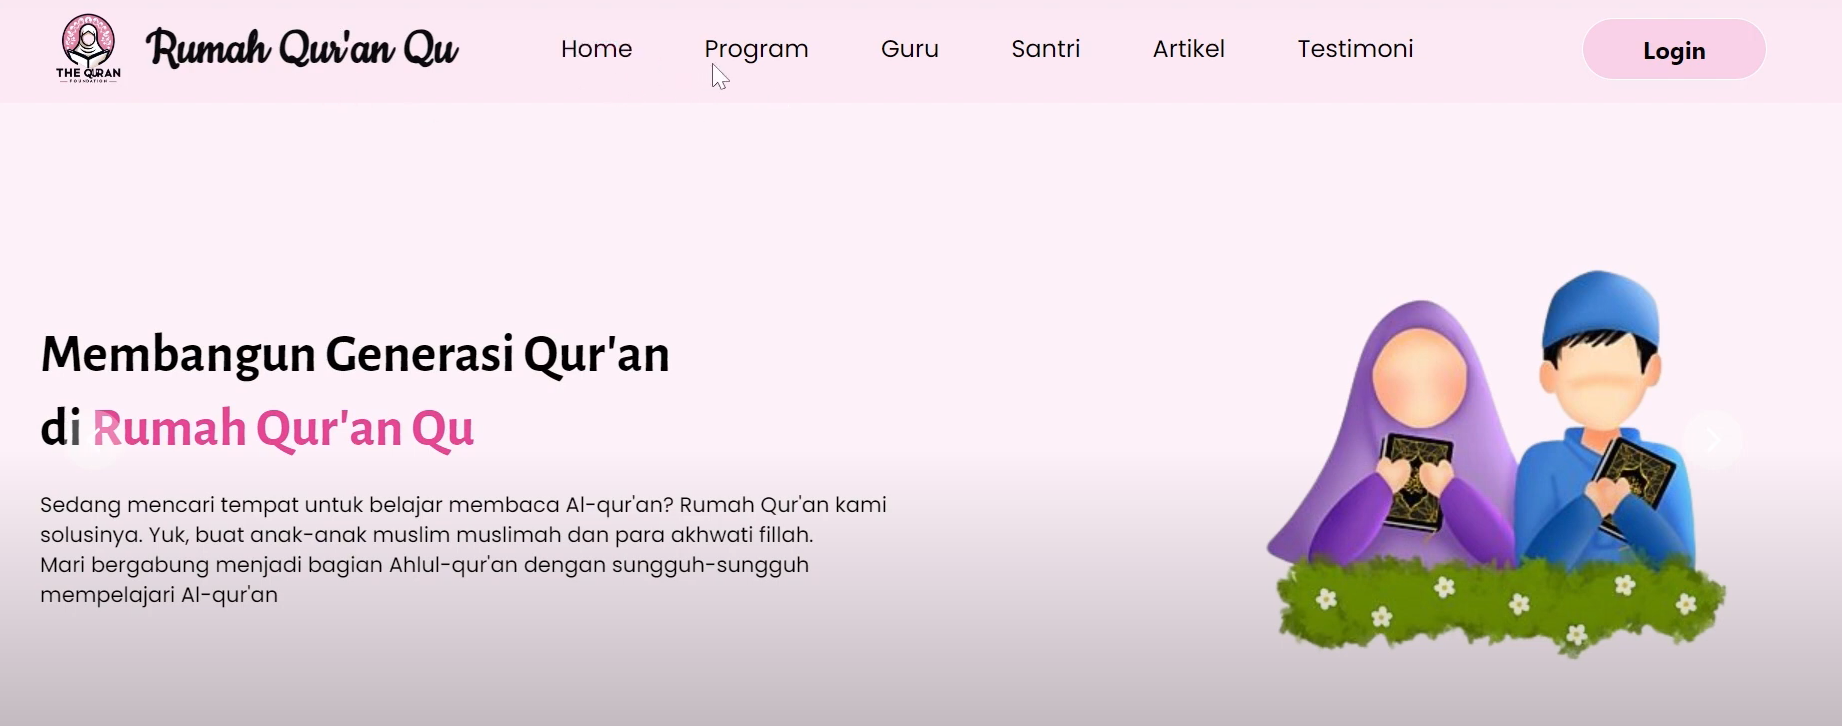 THE QURAN
FOUNDATION
Rumah Qur'an Qu
Home
Program
Guru
Santri
Artikel
Testimoni
Login
Membangun Generasi Qur'an
di Rumah Qur'an Qu
Sedang mencari tempat untuk belajar membaca Al-qur'an? Rumah Qur'an kami
solusinya. Yuk, buat anak-anak muslim muslimah dan para akhwati fillah.
Mari bergabung menjadi bagian Ahlul-qur'an dengan sungguh-sungguh
mempelajari Al-qur'an